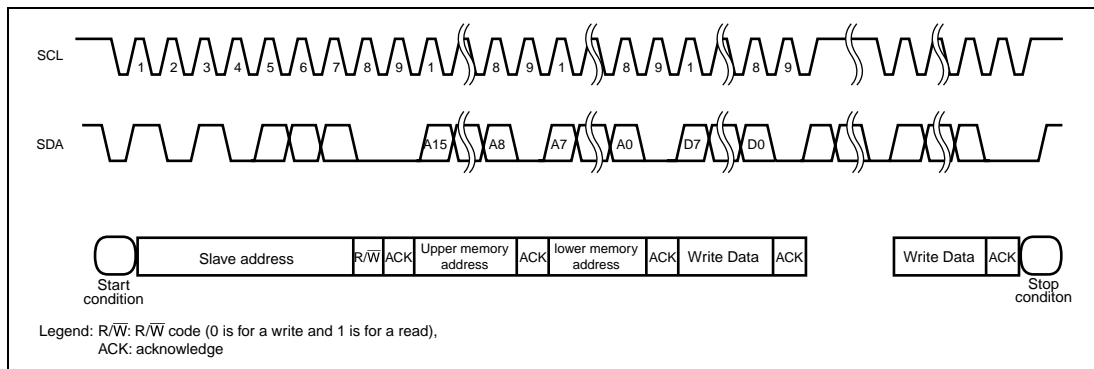 SCL
1 2 3 4 5 6 7 8 9 1 8 9 1 8 9 1 8 9
SDA
A15 A8 A7 A0 D7 D0
Slave address R/W̅ ACK Upper memory address ACK lower memory address ACK Write Data ACK Write Data ACK
Start condition
Stop conditon
Legend: R/W̅: R/W̅ code (0 is for a write and 1 is for a read),
ACK: acknowledge